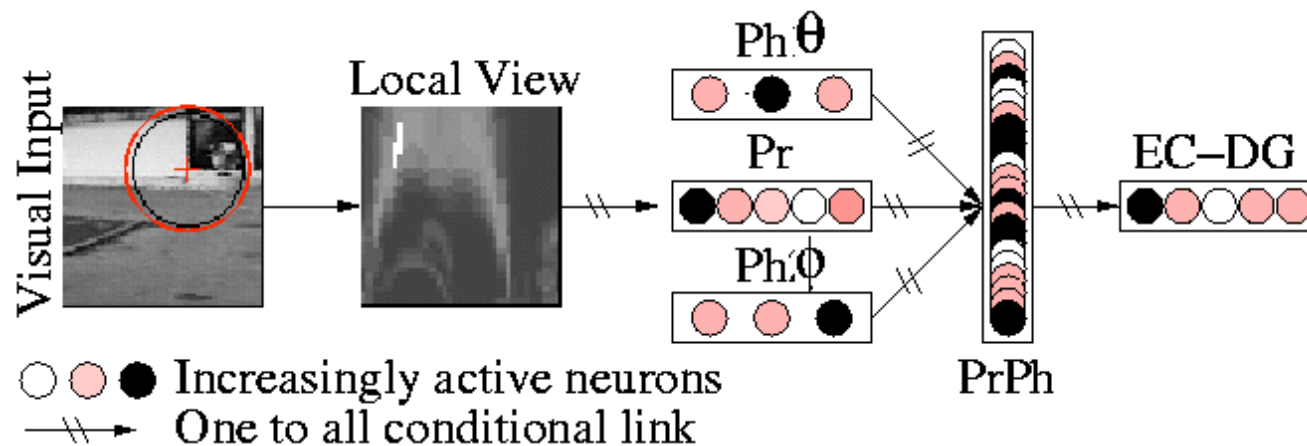 Visual Input
Local View
Ph θ
Pr
Ph φ
PrPh
EC–DG
Increasingly active neurons
One to all conditional link